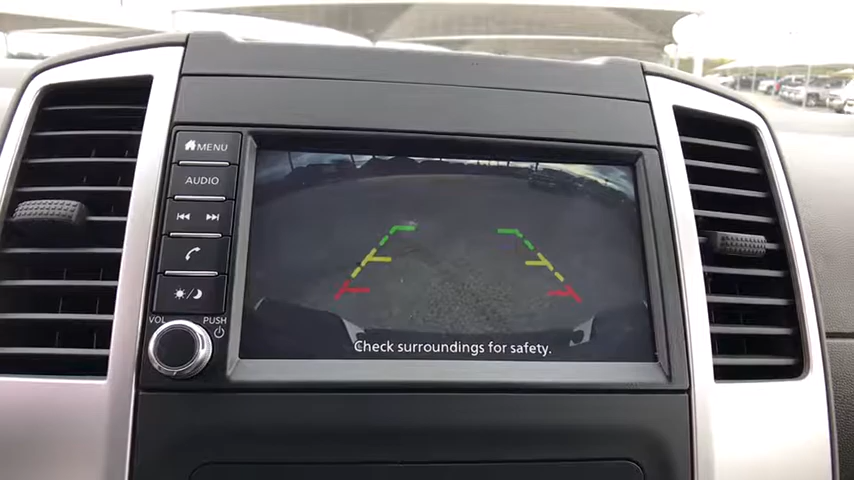 MENU
AUDIO
VOL
PUSH
Check surroundings for safety.